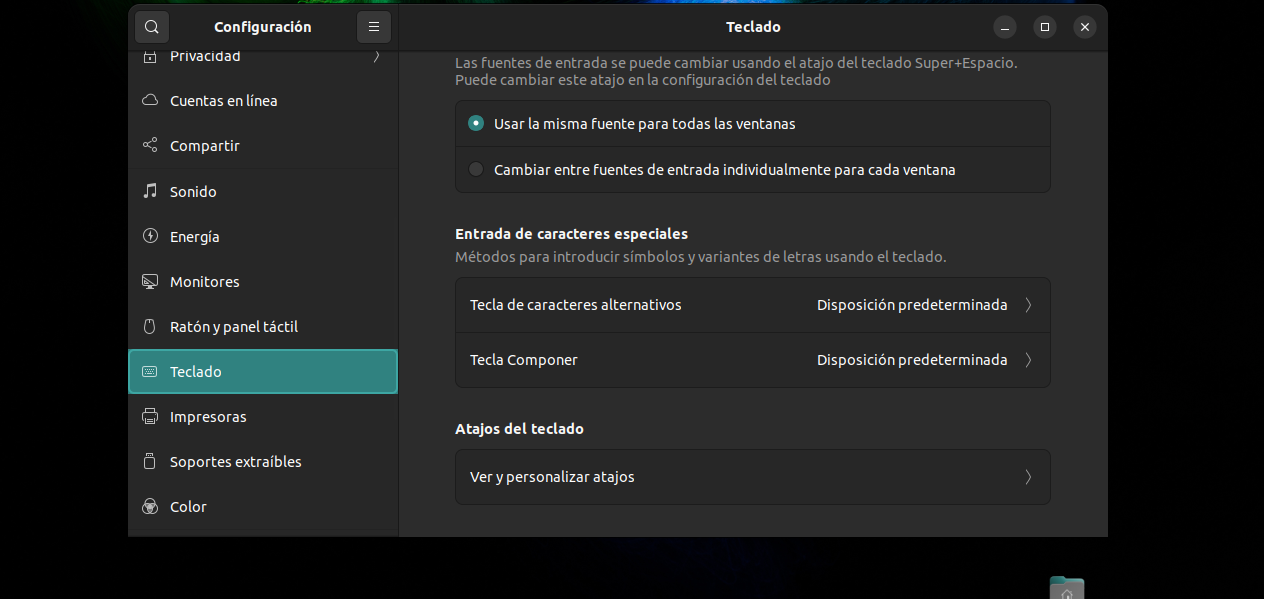 Configuración
Teclado
Privacidad
Cuentas en línea
Compartir
Sonido
Energía
Monitores
Ratón y panel táctil
Teclado
Impresoras
Soportes extraíbles
Color
Las fuentes de entrada se puede cambiar usando el atajo del teclado Super+Espacio.
Puede cambiar este atajo en la configuración del teclado
Usar la misma fuente para todas las ventanas
Cambiar entre fuentes de entrada individualmente para cada ventana
Entrada de caracteres especiales
Métodos para introducir símbolos y variantes de letras usando el teclado.
Tecla de caracteres alternativos Disposición predeterminada
Tecla Componer Disposición predeterminada
Atajos del teclado
Ver y personalizar atajos